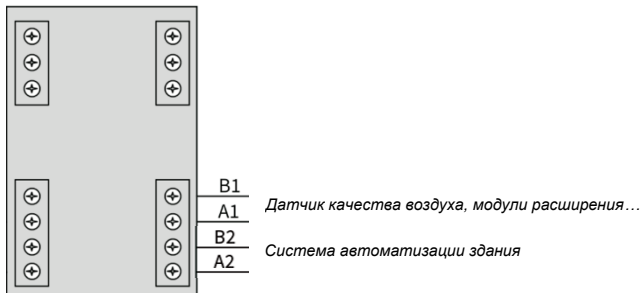 B1
A1
Датчик качества воздуха, модули расширения…
B2
Система автоматизации здания
A2